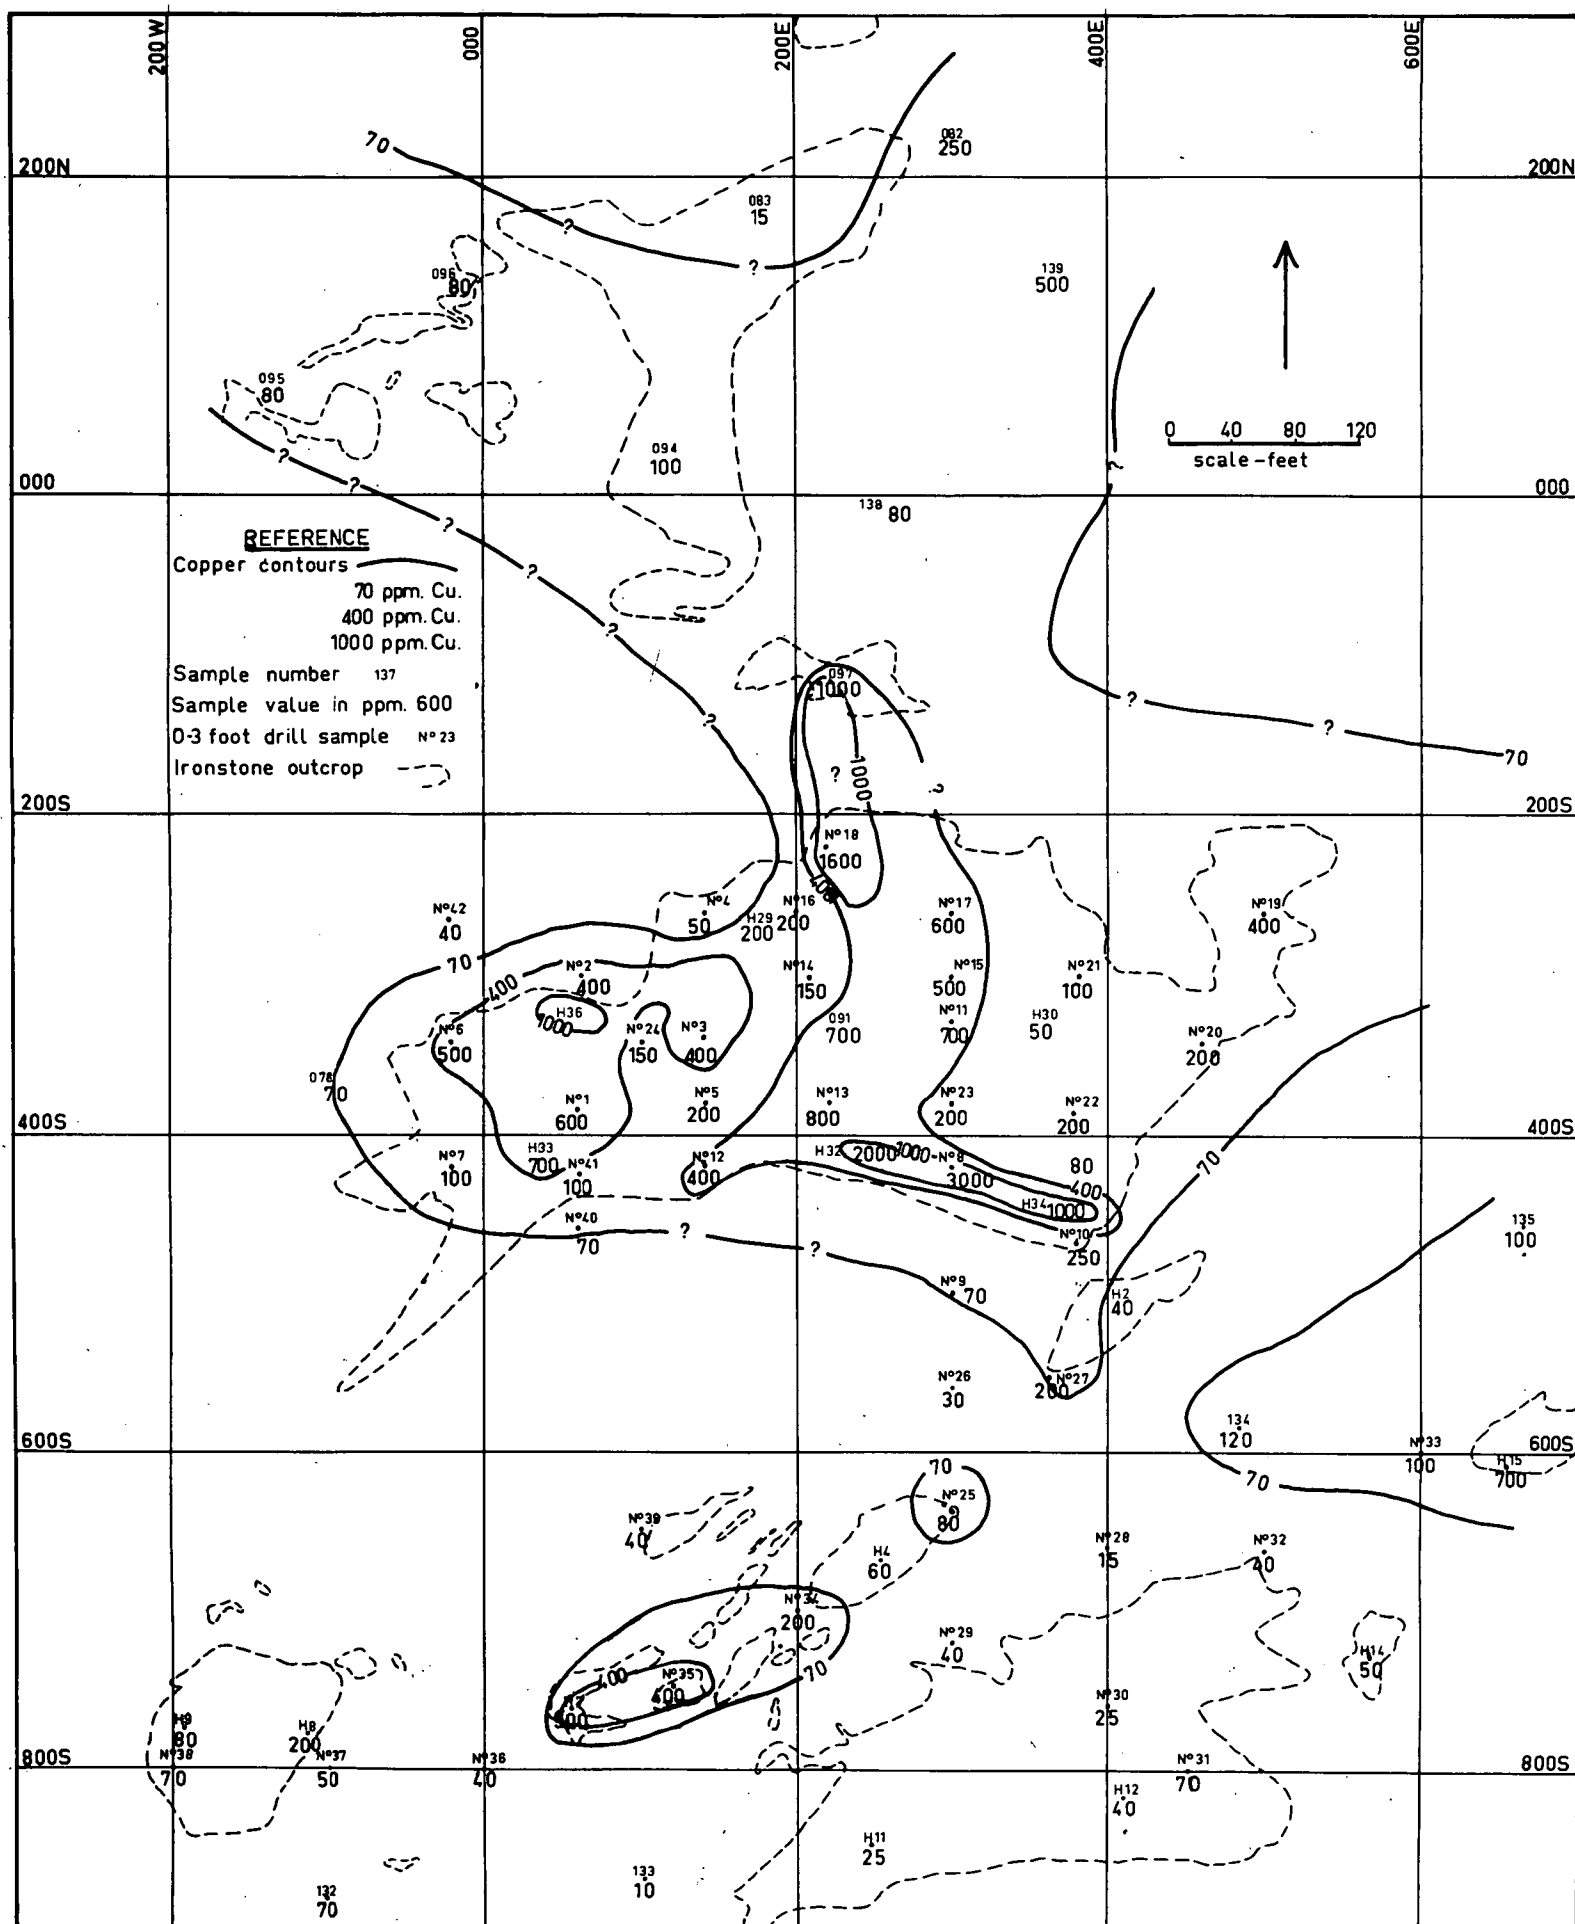 200W
000
200E
400E
600E
70
082
250
200N
200N
083
15
?
?
096
80
139
500
095
80
0 40 80 120
scale-feet
094
100
?
?
?
000
000
138 80
?
REFERENCE
Copper contours
70 ppm. Cu.
400 ppm. Cu.
1000 ppm. Cu.
Sample number 137
Sample value in ppm. 600
0-3 foot drill sample Nº23
Ironstone outcrop
?
?
?
097
1000
?
?
70
?
1000
?
200S
200S
Nº18
1600
400
Nº42
40
Nº4
50
H29
200
Nº16
200
Nº17
600
Nº19
400
70
400
Nº2
400
Nº14
150
Nº15
500
Nº21
100
H36
1000
Nº6
500
Nº24
150
Nº3
400
091
700
Nº11
700
H30
50
Nº20
200
078
70
Nº1
600
Nº5
200
Nº13
800
Nº23
200
Nº22
200
400S
400S
Nº7
100
H33
700
Nº41
100
Nº12
400
H32
2000
1000
Nº8
3000
80
400
70
H34
1000
Nº40
70
?
?
Nº10
250
135
100
Nº9
70
H2
40
Nº26
30
Nº27
200
134
120
600S
Nº33
100
600S
H15
700
70
70
Nº25
80
Nº39
40
H4
60
Nº28
15
Nº32
40
Nº34
200
Nº29
40
H14
50
70
400
Nº35
400
Nº30
25
H9
80
H8
200
800S
Nº38
70
Nº37
50
Nº36
40
Nº31
70
800S
H12
40
H11
25
133
10
132
70